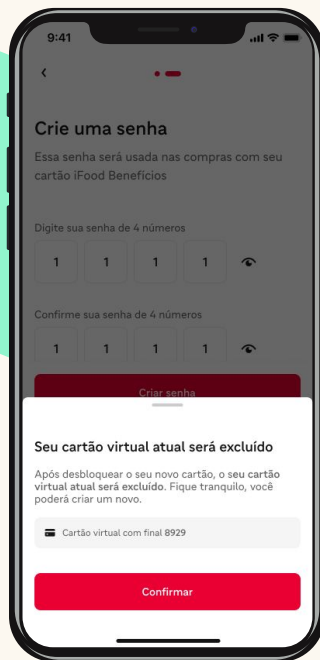 9:41
Crie uma senha
Essa senha será usada nas compras com seu
cartão iFood Benefícios
Digite sua senha de 4 números
1 1 1 1
Confirme sua senha de 4 números
1 1 1 1
Criar senha
Seu cartão virtual atual será excluído
Após desbloquear o seu novo cartão, o seu cartão
virtual atual será excluído. Fique tranquilo, você
poderá criar um novo.
Cartão virtual com final 8929
Confirmar